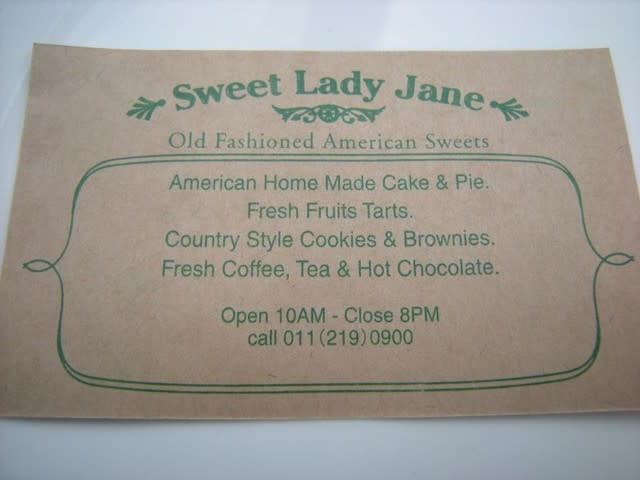 Sweet Lady Jane
Old Fashioned American Sweets
American Home Made Cake & Pie.
Fresh Fruits Tarts.
Country Style Cookies & Brownies.
Fresh Coffee, Tea & Hot Chocolate.
Open 10AM - Close 8PM
call 011(219)0900